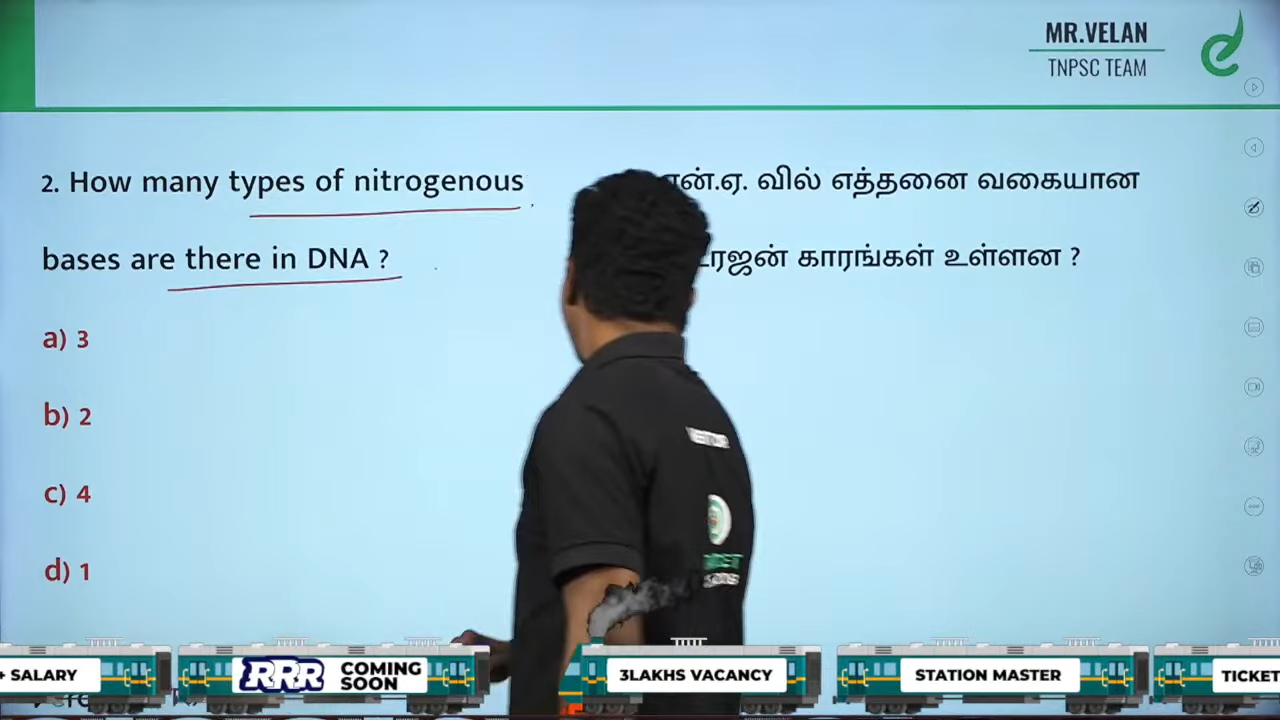 MR.VELAN
TNPSC TEAM
2. How many types of nitrogenous
bases are there in DNA ?
வில் எத்தனை வகையான
காரங்கள் உள்ளன ?
a) 3
b) 2
c) 4
d) 1
+ SALARY
RRR COMING SOON
3LAKHS VACANCY
STATION MASTER
TICKET